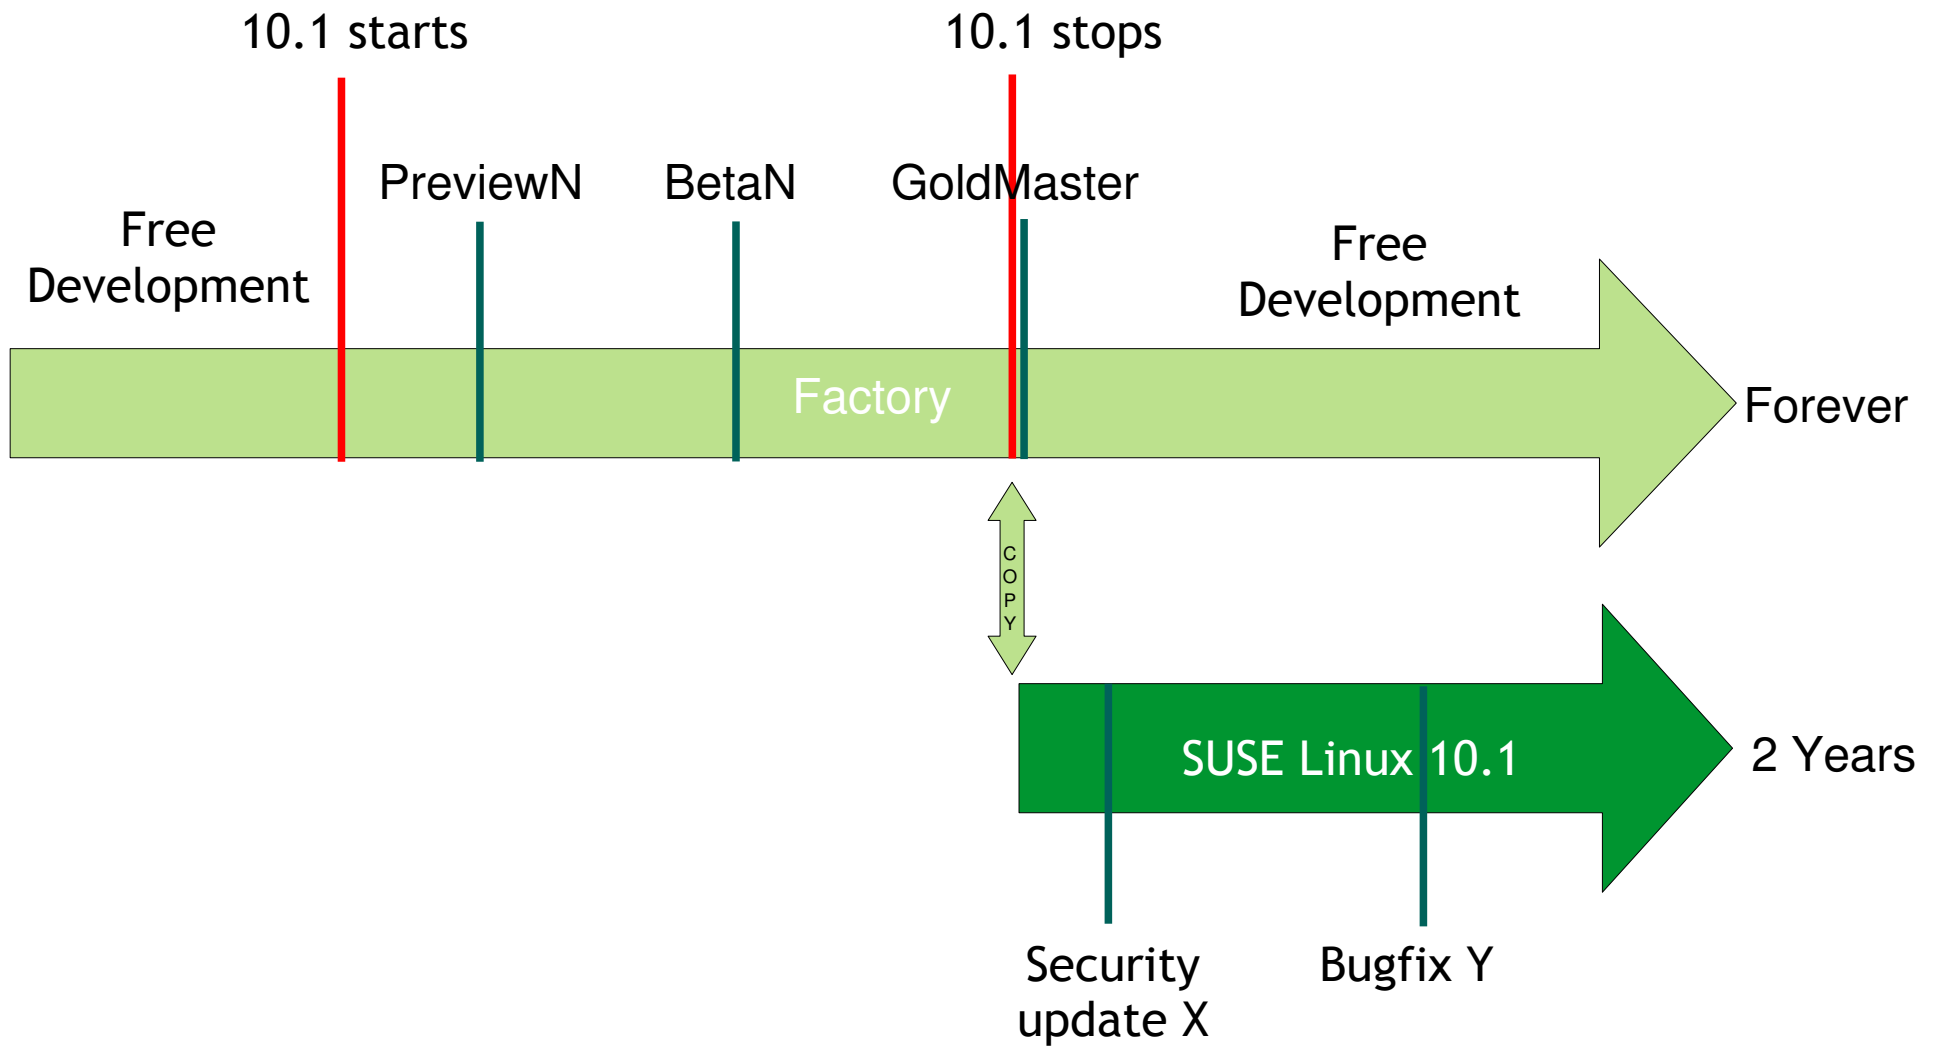 10.1 starts
10.1 stops
PreviewN
BetaN
GoldMaster
Free
Development
Free
Development
Factory
Forever
C
O
P
Y
SUSE Linux 10.1
2 Years
Security
update X
Bugfix Y